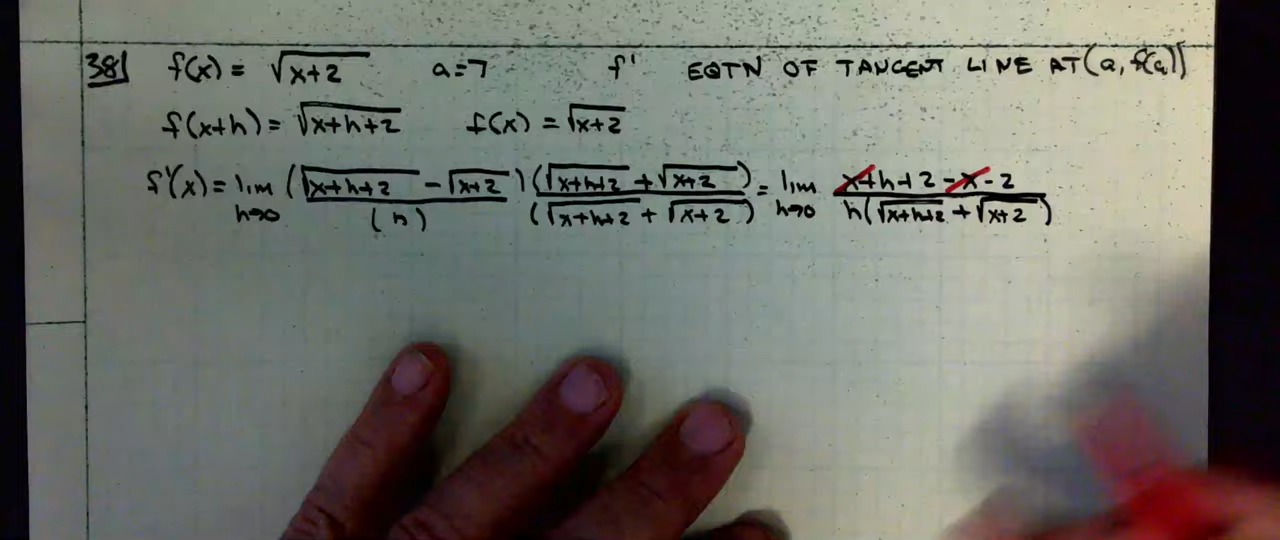 38| f(x) = √(x+2) a=7 f' EQTN OF TANGENT LINE AT (a, f(a))
f(x+h) = √(x+h+2) f(x) = √(x+2)
f'(x) = lim h→0 (√(x+h+2) - √(x+2))/(h) (√(x+h+2) + √(x+2))/(√(x+h+2) + √(x+2)) = lim h→0 (x+h+2-x-2)/(h(√(x+h+2) + √(x+2)))